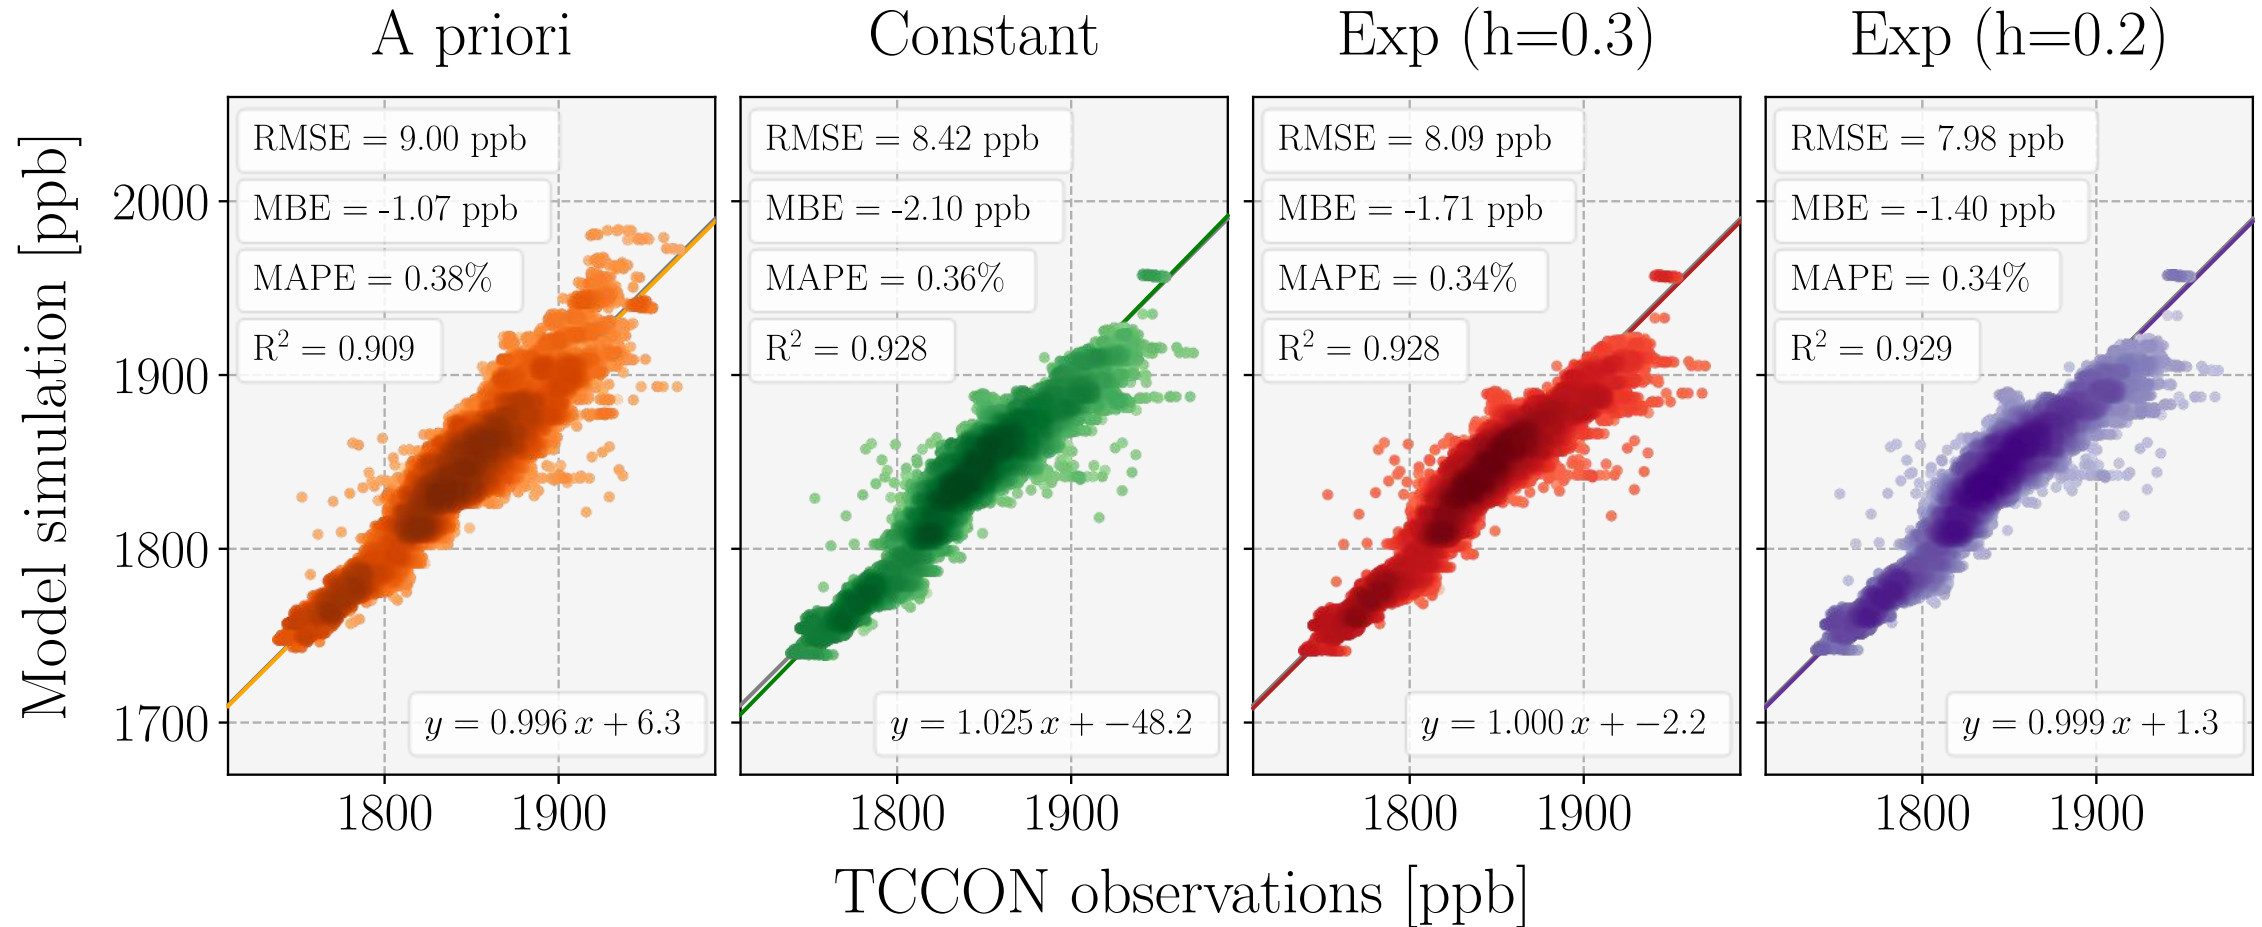 A priori
Constant
Exp (h=0.3)
Exp (h=0.2)
Model simulation [ppb]
2000
1900
1800
1700
RMSE = 9.00 ppb
MBE = -1.07 ppb
MAPE = 0.38%
R² = 0.909
y = 0.996 x + 6.3
RMSE = 8.42 ppb
MBE = -2.10 ppb
MAPE = 0.36%
R² = 0.928
y = 1.025 x + −48.2
RMSE = 8.09 ppb
MBE = -1.71 ppb
MAPE = 0.34%
R² = 0.928
y = 1.000 x + −2.2
RMSE = 7.98 ppb
MBE = -1.40 ppb
MAPE = 0.34%
R² = 0.929
y = 0.999 x + 1.3
1800 1900
1800 1900
1800 1900
1800 1900
TCCON observations [ppb]